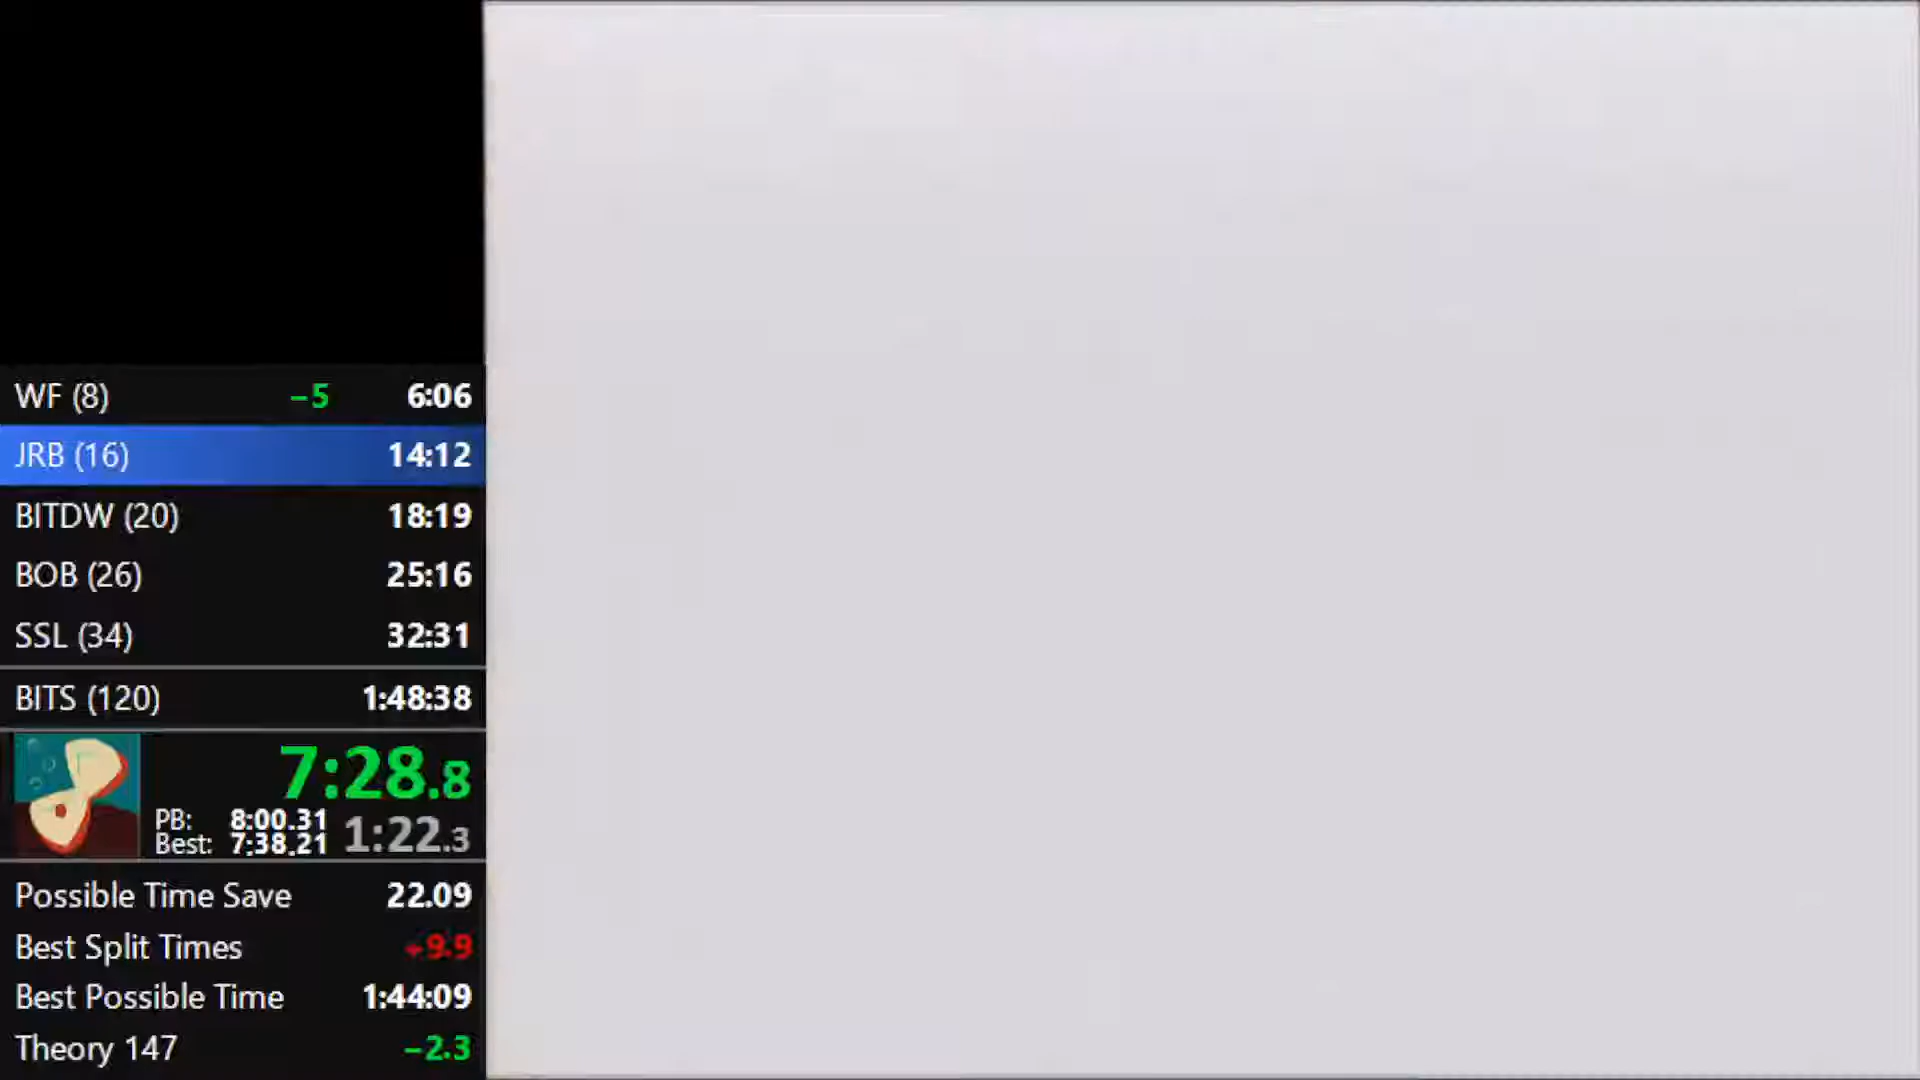 WF (8) −5 6:06
JRB (16) 14:12
BITDW (20) 18:19
BOB (26) 25:16
SSL (34) 32:31
BITS (120) 1:48:38
7:28.8
PB: 8:00.31 1:22.3
Best: 7:38.21
Possible Time Save 22.09
Best Split Times +9.9
Best Possible Time 1:44:09
Theory 147 −2.3